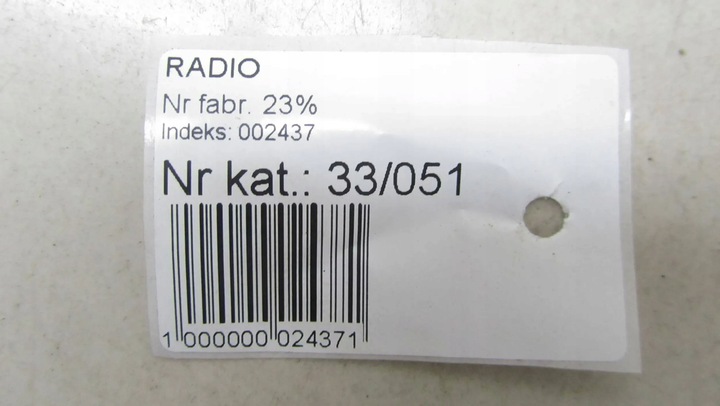 RADIO
Nr fabr. 23%
Indeks: 002437
Nr kat.: 33/051
1 000000 024371